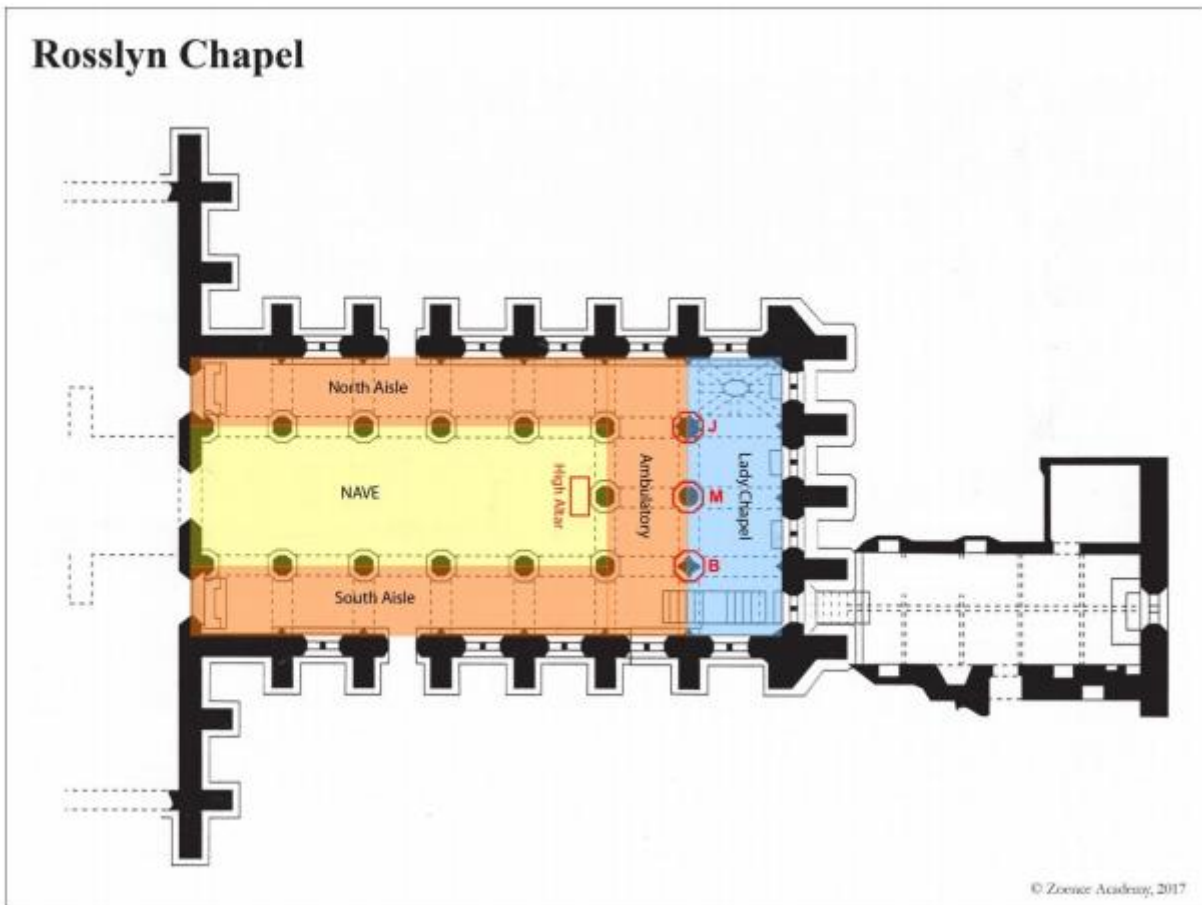 Rosslyn Chapel
North Aisle
J
NAVE
High Altar
Ambulatory
M
Lady Chapel
B
South Aisle
© Zoence Academy, 2017